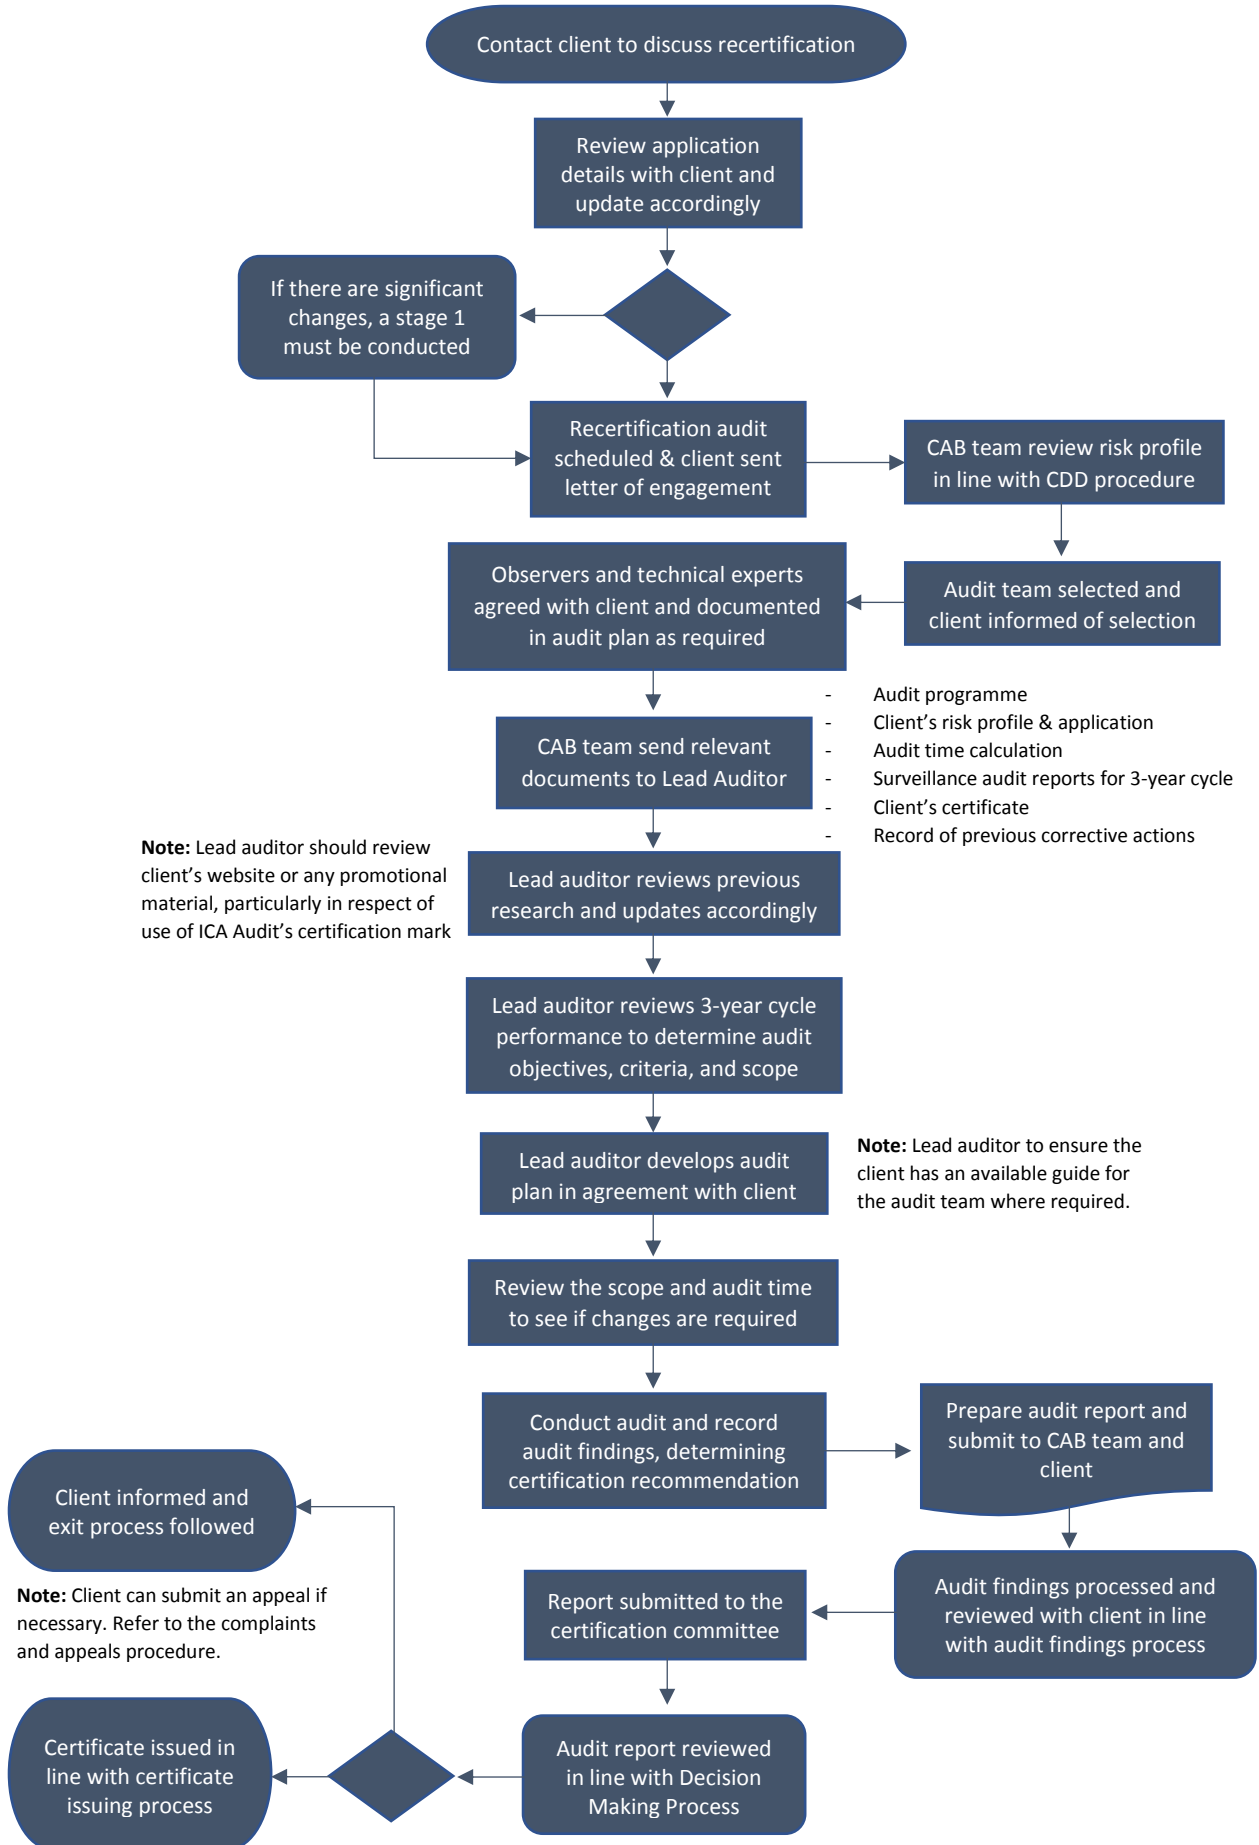 Contact client to discuss recertification
Review application
details with client and
update accordingly
If there are significant
changes, a stage 1
must be conducted
Recertification audit
scheduled & client sent
letter of engagement
CAB team review risk profile
in line with CDD procedure
Audit team selected and
client informed of selection
Observers and technical experts
agreed with client and documented
in audit plan as required
CAB team send relevant
documents to Lead Auditor
- Audit programme
- Client’s risk profile & application
- Audit time calculation
- Surveillance audit reports for 3-year cycle
- Client’s certificate
- Record of previous corrective actions
Note: Lead auditor should review
client’s website or any promotional
material, particularly in respect of
use of ICA Audit’s certification mark
Lead auditor reviews previous
research and updates accordingly
Lead auditor reviews 3-year cycle
performance to determine audit
objectives, criteria, and scope
Lead auditor develops audit
plan in agreement with client
Note: Lead auditor to ensure the
client has an available guide for
the audit team where required.
Review the scope and audit time
to see if changes are required
Conduct audit and record
audit findings, determining
certification recommendation
Prepare audit report and
submit to CAB team and
client
Audit findings processed and
reviewed with client in line
with audit findings process
Report submitted to the
certification committee
Audit report reviewed
in line with Decision
Making Process
Client informed and
exit process followed
Note: Client can submit an appeal if
necessary. Refer to the complaints
and appeals procedure.
Certificate issued in
line with certificate
issuing process